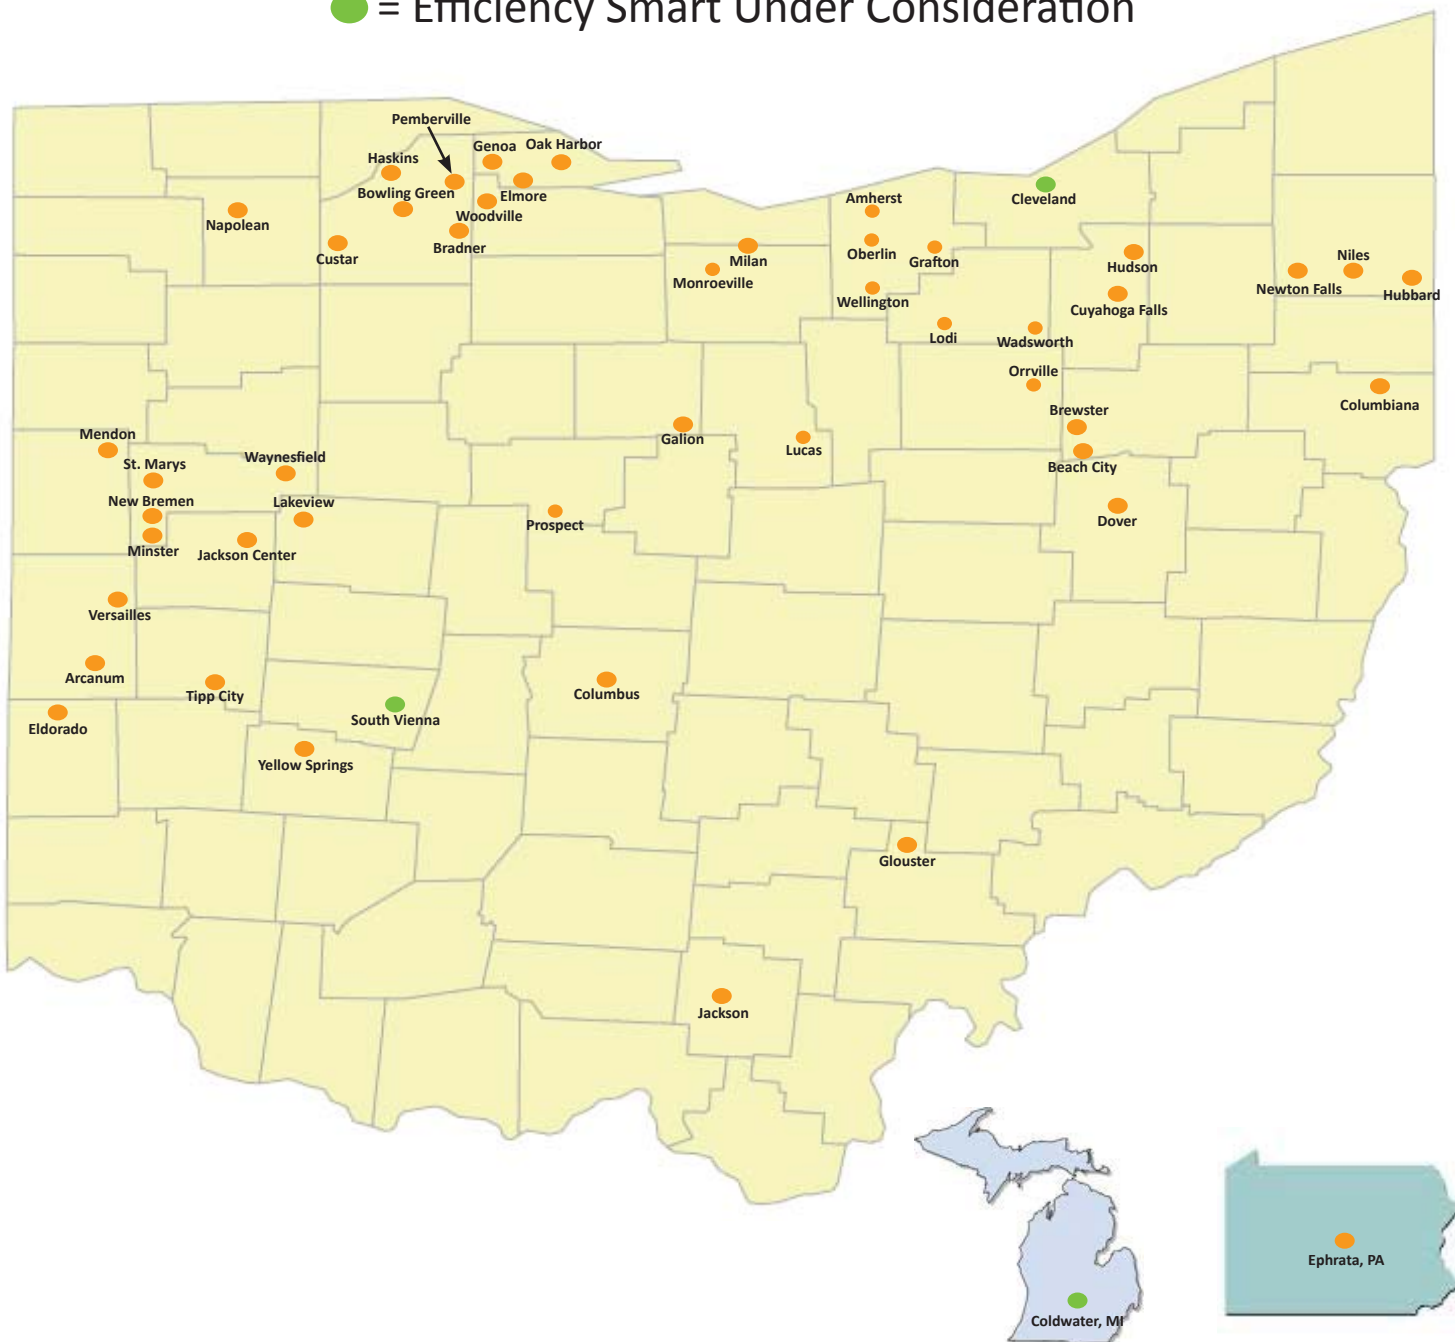 = Efficiency Smart Under Consideration
Pemberville
Genoa
Oak Harbor
Haskins
Bowling Green
Elmore
Woodville
Napolean
Bradner
Custar
Amherst
Cleveland
Oberlin
Grafton
Milan
Monroeville
Wellington
Hudson
Niles
Newton Falls
Hubbard
Cuyahoga Falls
Lodi
Wadsworth
Orrville
Brewster
Columbiana
Beach City
Galion
Lucas
Mendon
St. Marys
Waynesfield
New Bremen
Lakeview
Minster
Jackson Center
Prospect
Dover
Versailles
Arcanum
Tipp City
Columbus
Eldorado
South Vienna
Yellow Springs
Glouster
Jackson
Ephrata, PA
Coldwater, MI